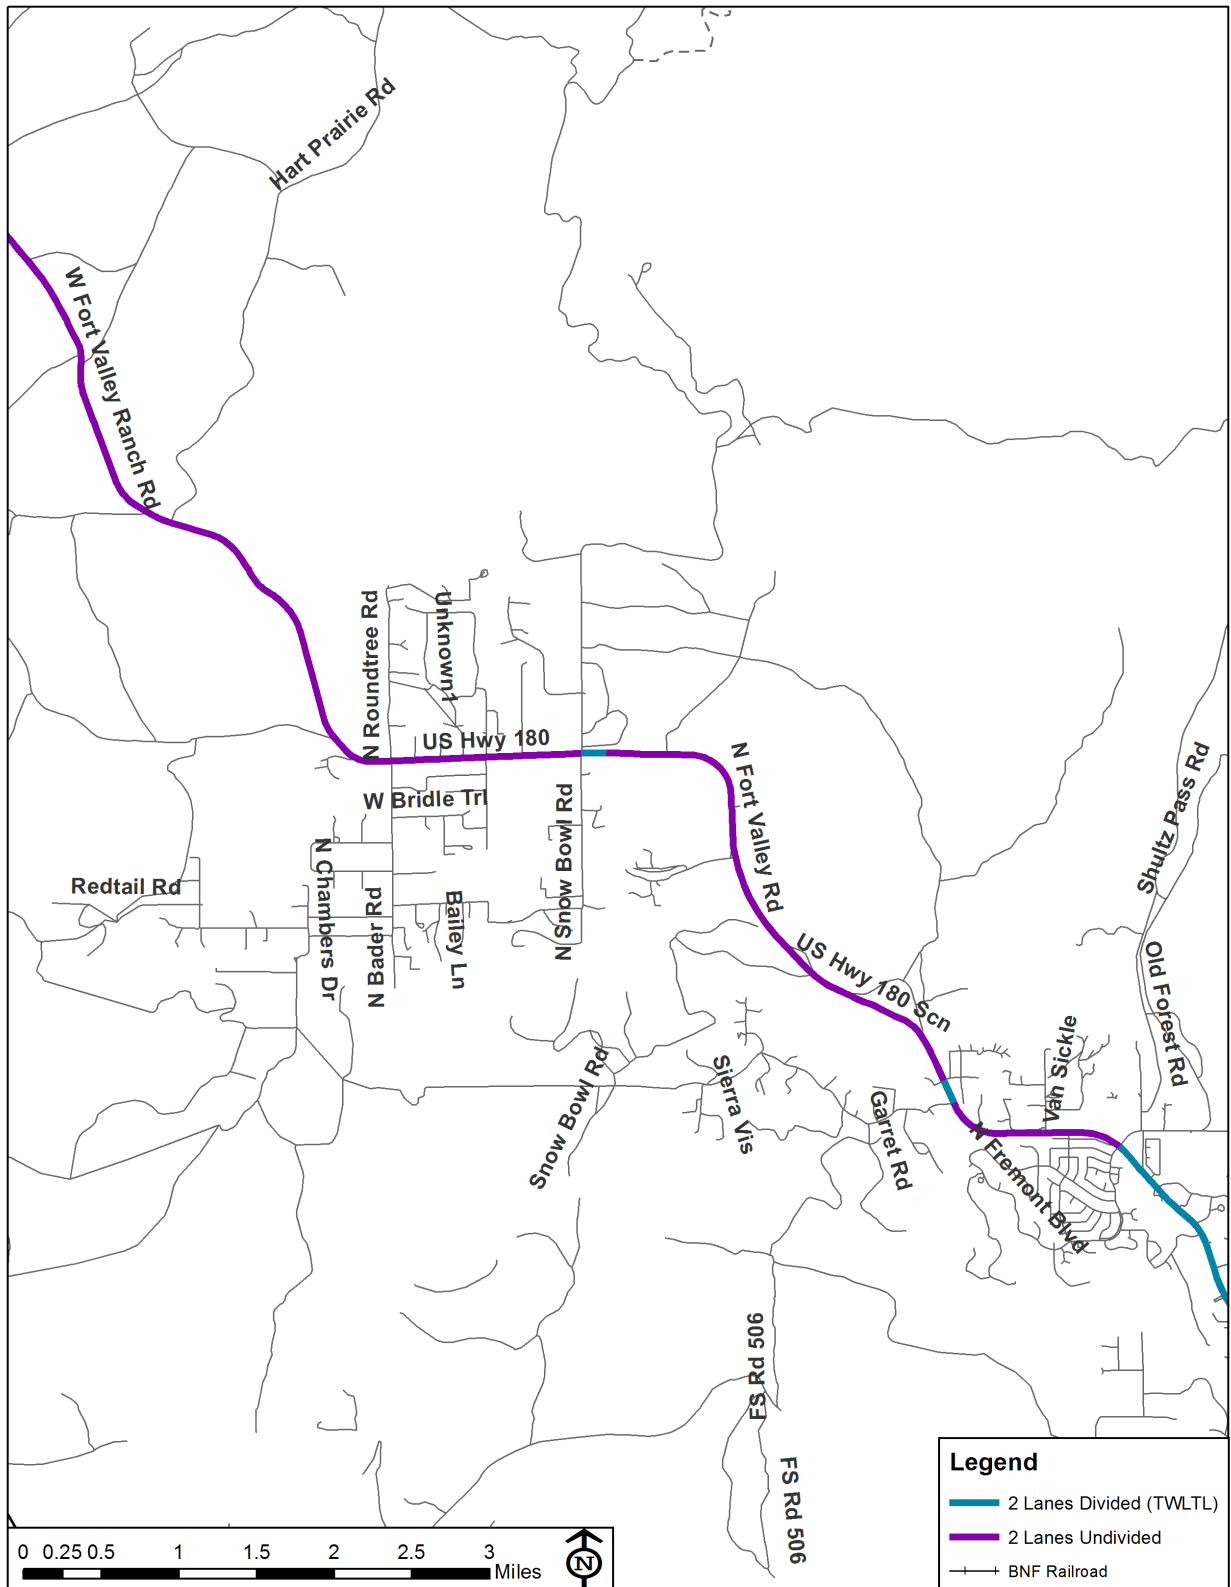 Hart Prairie Rd
W Fort Valley Ranch Rd
N Roundtree Rd
Unknown1
US Hwy 180
N Fort Valley Rd
W Bridle Trl
N Snow Bowl Rd
Shultz Pass Rd
Redtail Rd
N Chambers Dr
N Bader Rd
Bailey Ln
US Hwy 180 Scn
Old Forest Rd
Van Sickle
Snow Bowl Rd
Sierra Vis
Garret Rd
N Fremont Blvd
FS Rd 506
FS Rd 506
Legend
2 Lanes Divided (TWLTL)
2 Lanes Undivided
BNF Railroad
0 0.25 0.5 1 1.5 2 2.5 3
Miles
N